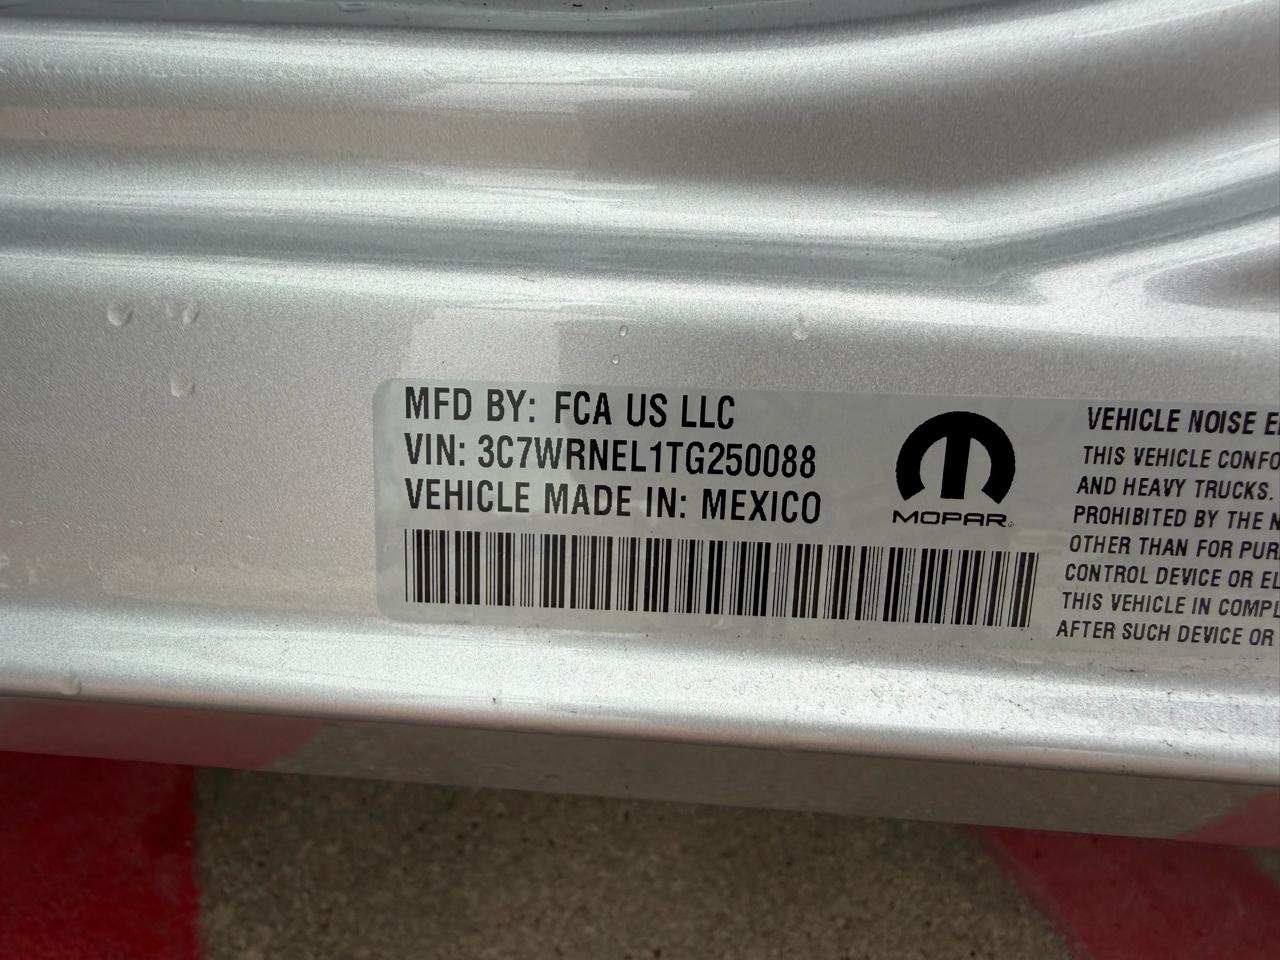 MFD BY: FCA US LLC
VIN: 3C7WRNEL1TG250088
VEHICLE MADE IN: MEXICO
MOPAR
VEHICLE NOISE
THIS VEHICLE
AND HEAVY TRUCKS.
PROHIBITED BY THE
OTHER THAN FOR
CONTROL DEVICE OR
THIS VEHICLE IN
AFTER SUCH DEVICE OR